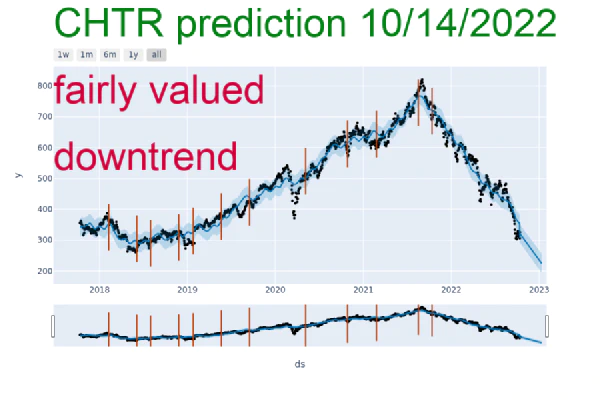 CHTR prediction 10/14/2022
1w 1m 6m 1y all
fairly valued
downtrend
800
700
600
500
400
300
200
y
2018 2019 2020 2021 2022 2023
ds